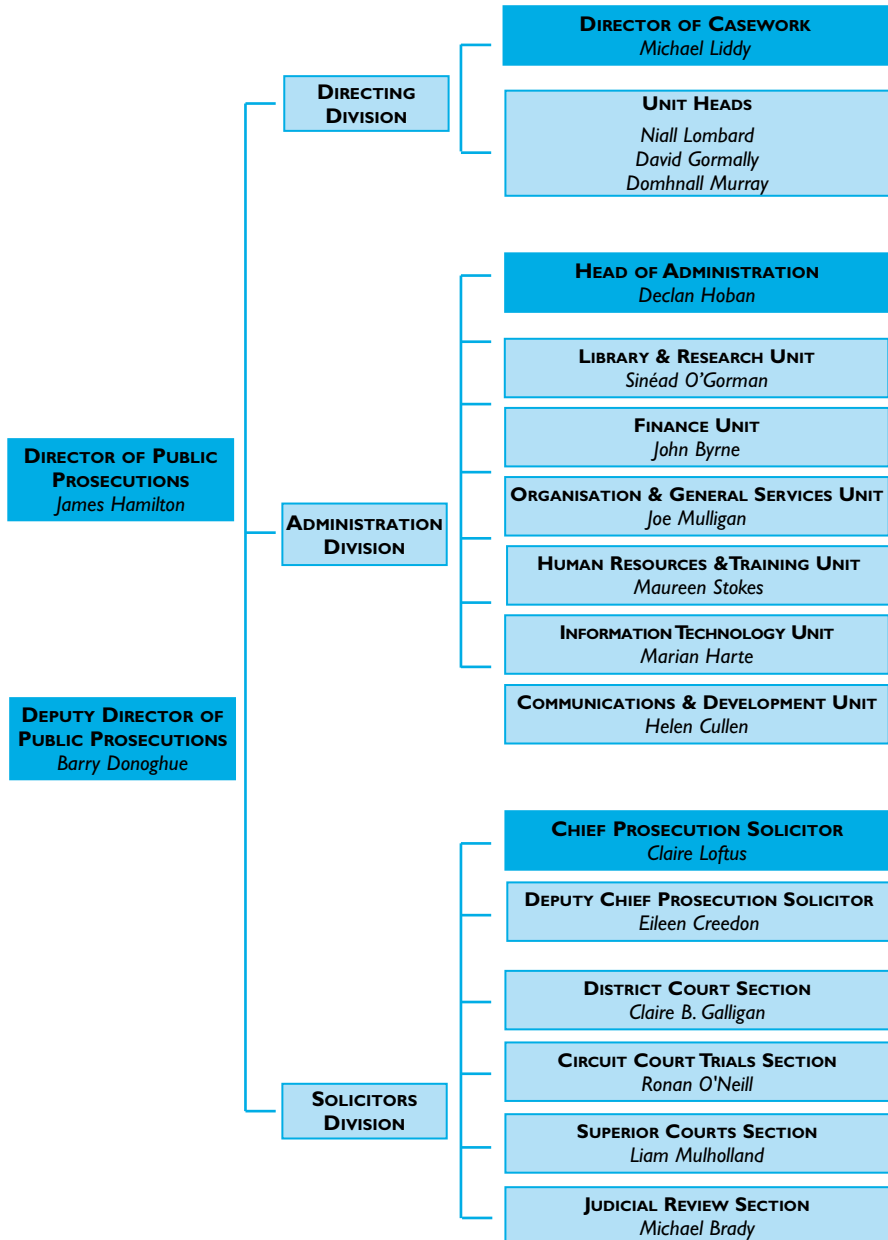 DIRECTOR OF PUBLIC
PROSECUTIONS
James Hamilton
DEPUTY DIRECTOR OF
PUBLIC PROSECUTIONS
Barry Donoghue
DIRECTING
DIVISION
DIRECTOR OF CASEWORK
Michael Liddy
UNIT HEADS
Niall Lombard
David Gormally
Domhnall Murray
ADMINISTRATION
DIVISION
HEAD OF ADMINISTRATION
Declan Hoban
LIBRARY & RESEARCH UNIT
Sinéad O'Gorman
FINANCE UNIT
John Byrne
ORGANISATION & GENERAL SERVICES UNIT
Joe Mulligan
HUMAN RESOURCES &TRAINING UNIT
Maureen Stokes
INFORMATION TECHNOLOGY UNIT
Marian Harte
COMMUNICATIONS & DEVELOPMENT UNIT
Helen Cullen
SOLICITORS
DIVISION
CHIEF PROSECUTION SOLICITOR
Claire Loftus
DEPUTY CHIEF PROSECUTION SOLICITOR
Eileen Creedon
DISTRICT COURT SECTION
Claire B. Galligan
CIRCUIT COURT TRIALS SECTION
Ronan O'Neill
SUPERIOR COURTS SECTION
Liam Mulholland
JUDICIAL REVIEW SECTION
Michael Brady